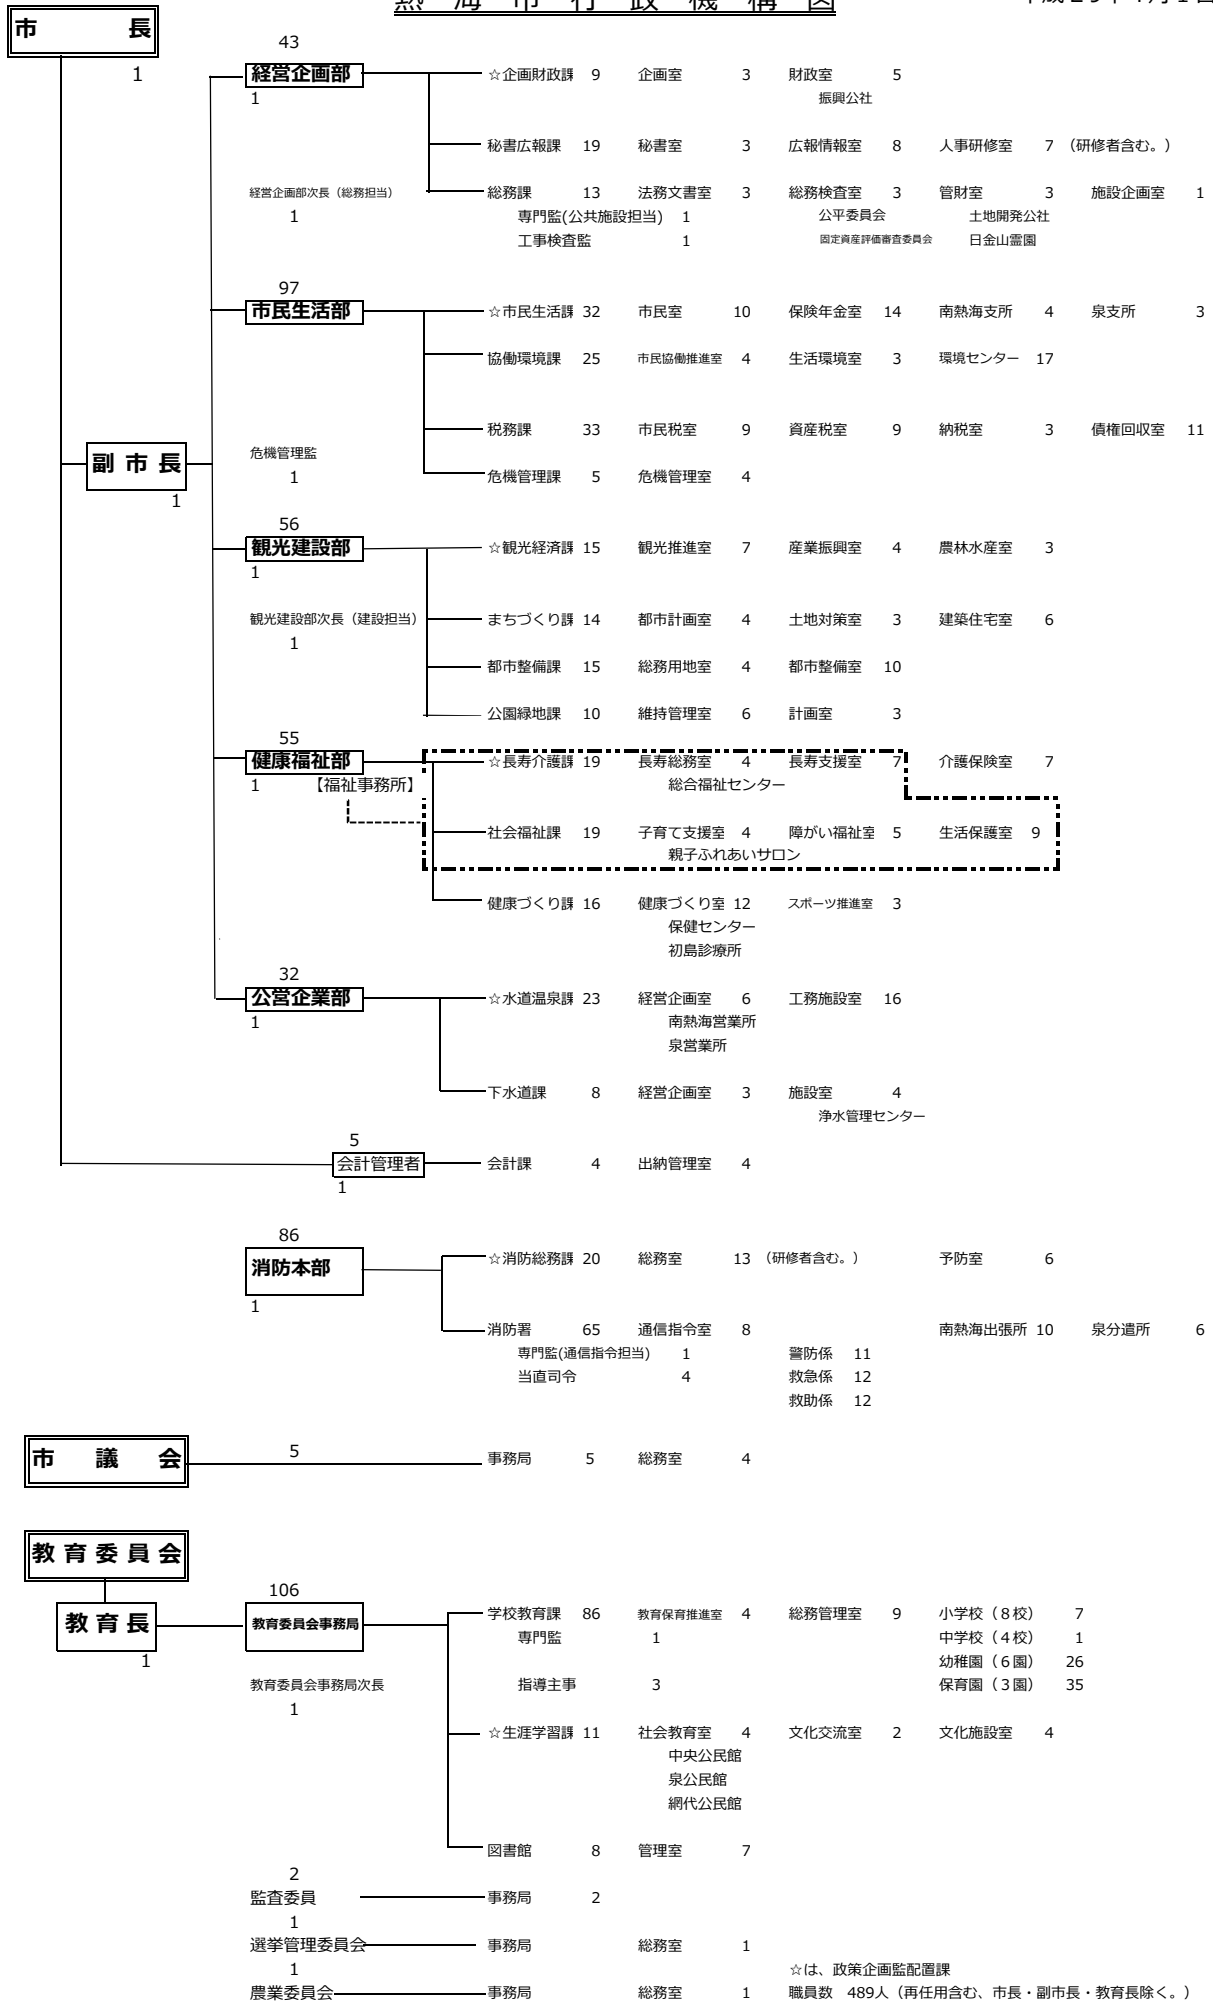 熱 海 市 行 政 機 構 図
平成29年4月1日
市 長
1
43
経営企画部
1
☆企画財政課 9 企画室 3 財政室 5
振興公社
秘書広報課 19 秘書室 3 広報情報室 8 人事研修室 7 （研修者含む。）
経営企画部次長（総務担当）
1
総務課 13 法務文書室 3 総務検査室 3 管財室 3 施設企画室 1
専門監(公共施設担当) 1 公平委員会 土地開発公社
工事検査監 1 固定資産評価審査委員会 日金山霊園
97
市民生活部
☆市民生活課 32 市民室 10 保険年金室 14 南熱海支所 4 泉支所 3
協働環境課 25 市民協働推進室 4 生活環境室 3 環境センター 17
税務課 33 市民税室 9 資産税室 9 納税室 3 債権回収室 11
副 市 長
1
危機管理監
1
危機管理課 5 危機管理室 4
56
観光建設部
1
☆観光経済課 15 観光推進室 7 産業振興室 4 農林水産室 3
観光建設部次長（建設担当）
1
まちづくり課 14 都市計画室 4 土地対策室 3 建築住宅室 6
都市整備課 15 総務用地室 4 都市整備室 10
公園緑地課 10 維持管理室 6 計画室 3
55
健康福祉部
1 【福祉事務所】
☆長寿介護課 19 長寿総務室 4 長寿支援室 7 介護保険室 7
総合福祉センター
社会福祉課 19 子育て支援室 4 障がい福祉室 5 生活保護室 9
親子ふれあいサロン
健康づくり課 16 健康づくり室 12 スポーツ推進室 3
保健センター
初島診療所
32
公営企業部
1
☆水道温泉課 23 経営企画室 6 工務施設室 16
南熱海営業所
泉営業所
下水道課 8 経営企画室 3 施設室 4
浄水管理センター
5
会計管理者
1
会計課 4 出納管理室 4
86
消防本部
1
☆消防総務課 20 総務室 13 （研修者含む。） 予防室 6
消防署 65 通信指令室 8 南熱海出張所 10 泉分遣所 6
専門監(通信指令担当) 1 警防係 11
当直司令 4 救急係 12
救助係 12
市 議 会
5
事務局 5 総務室 4
教 育 委 員 会
教 育 長
1
106
教育委員会事務局
学校教育課 86 教育保育推進室 4 総務管理室 9 小学校（８校） 7
専門監 1 中学校（４校） 1
幼稚園（６園） 26
教育委員会事務局次長
1
指導主事 3 保育園（３園） 35
☆生涯学習課 11 社会教育室 4 文化交流室 2 文化施設室 4
中央公民館
泉公民館
網代公民館
図書館 8 管理室 7
2
監査委員 事務局 2
1
選挙管理委員会 事務局 総務室 1
1
農業委員会 事務局 総務室 1
☆は、政策企画監配置課
職員数 489人（再任用含む、市長・副市長・教育長除く。）